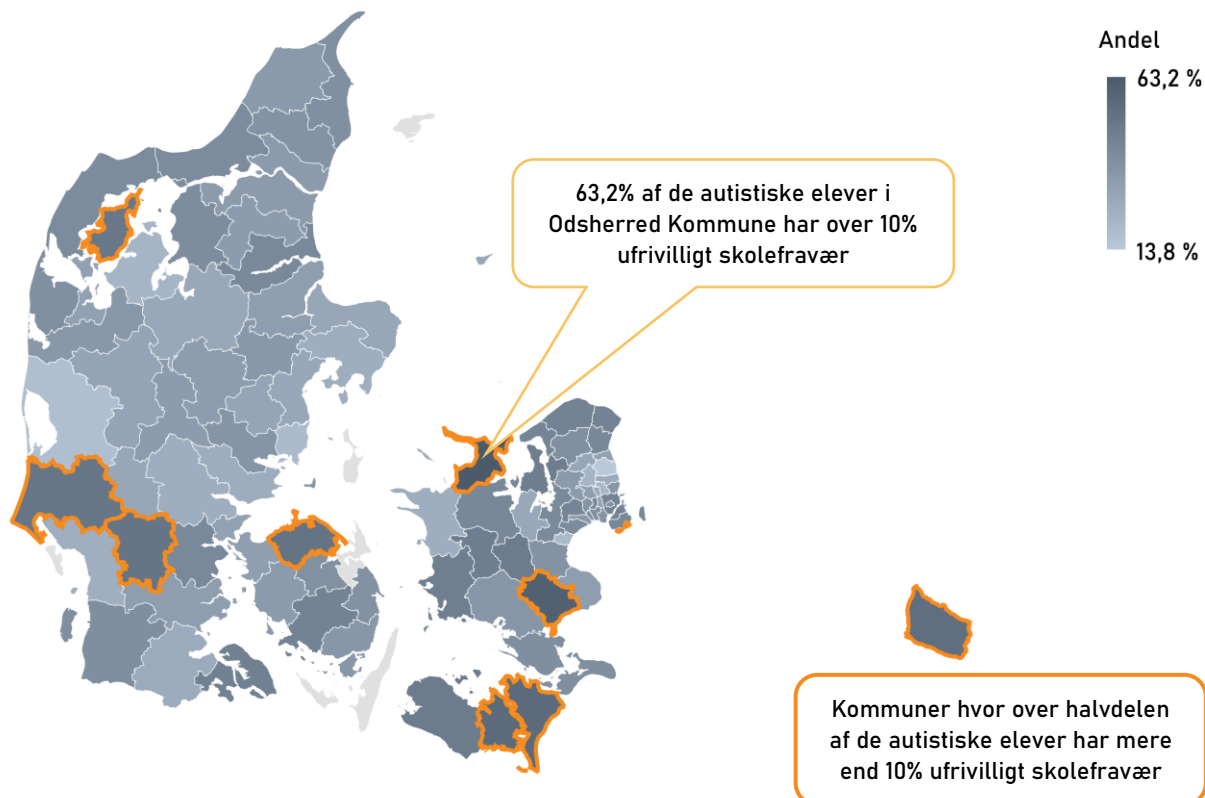 Andel
63,2 %
13,8 %
63,2% af de autistiske elever i
Odsherred Kommune har over 10%
ufrivilligt skolefravær
Kommuner hvor over halvdelen
af de autistiske elever har mere
end 10% ufrivilligt skolefravær